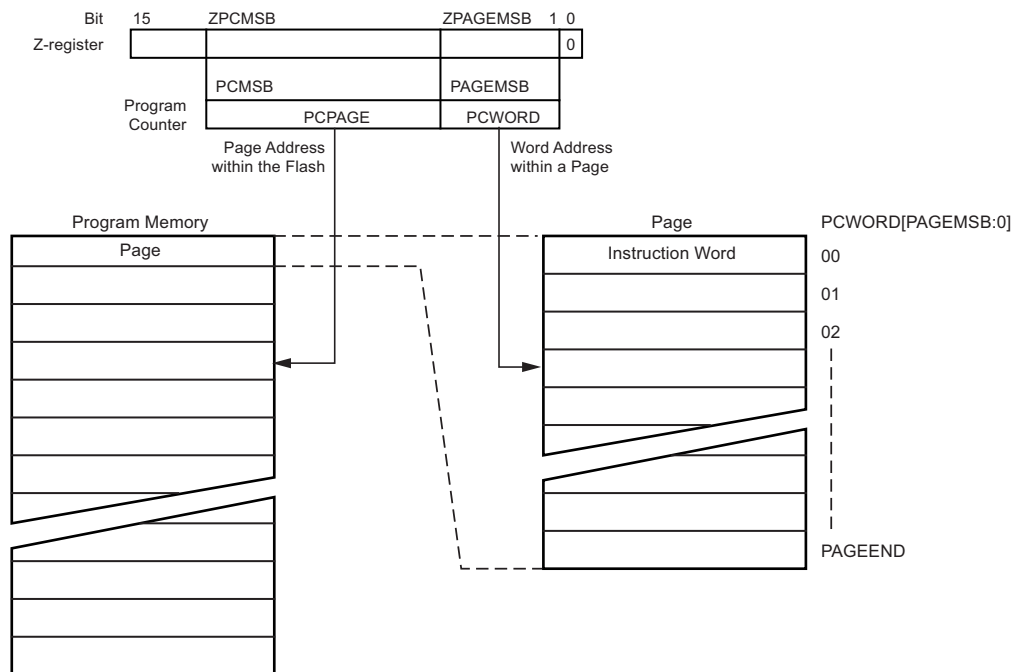 Bit 15 ZPCMSB ZPAGEMSB 1 0
Z-register 0
PCMSB PAGEMSB
Program
Counter
PCPAGE PCWORD
Page Address
within the Flash
Word Address
within a Page
Program Memory
Page
Page
Instruction Word
PCWORD[PAGEMSB:0]
00
01
02
PAGEEND